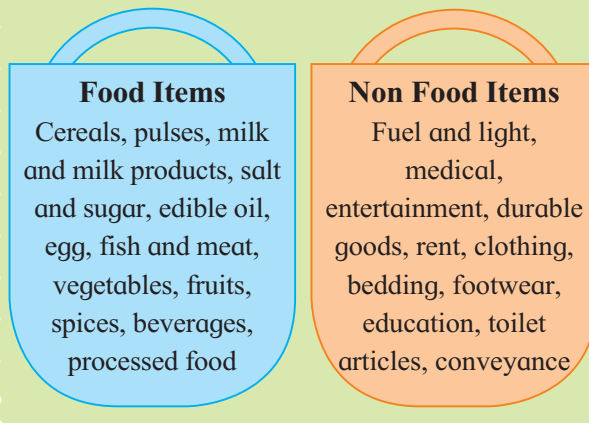 Food Items
Cereals, pulses, milk
and milk products, salt
and sugar, edible oil,
egg, fish and meat,
vegetables, fruits,
spices, beverages,
processed food
Non Food Items
Fuel and light,
medical,
entertainment, durable
goods, rent, clothing,
bedding, footwear,
education, toilet
articles, conveyance